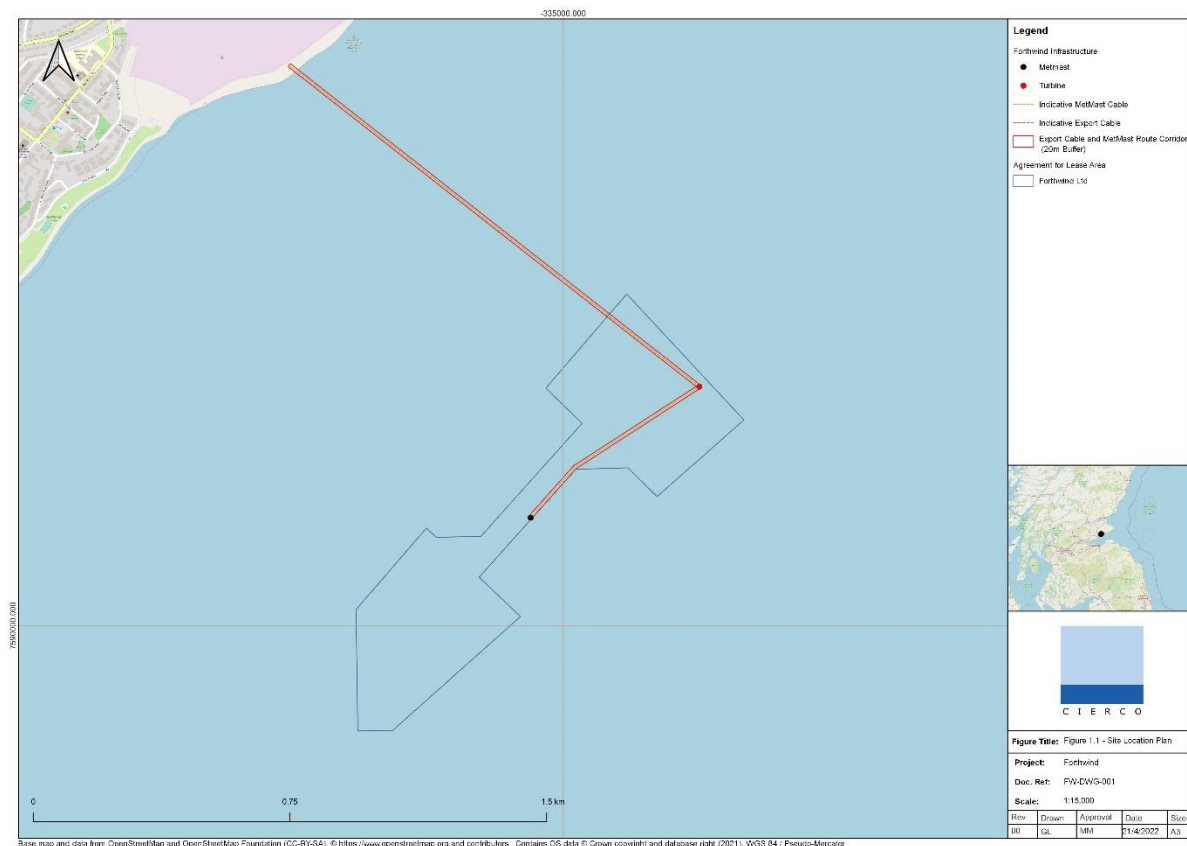 -335000.000
7590000.000
0
0.75
1.5 km
Legend
Forthwind Infrastructure
Metmast
Turbine
Indicative MetMast Cable
Indicative Export Cable
Export Cable and MetMast Route Corridor
(20m Buffer)
Agreement for Lease Area
Forthwind Ltd
C I E R C O
Figure Title: Figure 1.1 - Site Location Plan
Project: Forthwind
Doc. Ref: FW-DWG-001
Scale: 1:15,000
Rev Drawn Approval Date Size
00 GL MM 21/4/2022 A3
Base map and data from OpenStreetMap and OpenStreetMap Foundation (CC-BY-SA). © https://www.openstreetmap.org and contributors. Contains OS data © Crown copyright and database right (2021). WGS 84 / Pseudo-Mercator